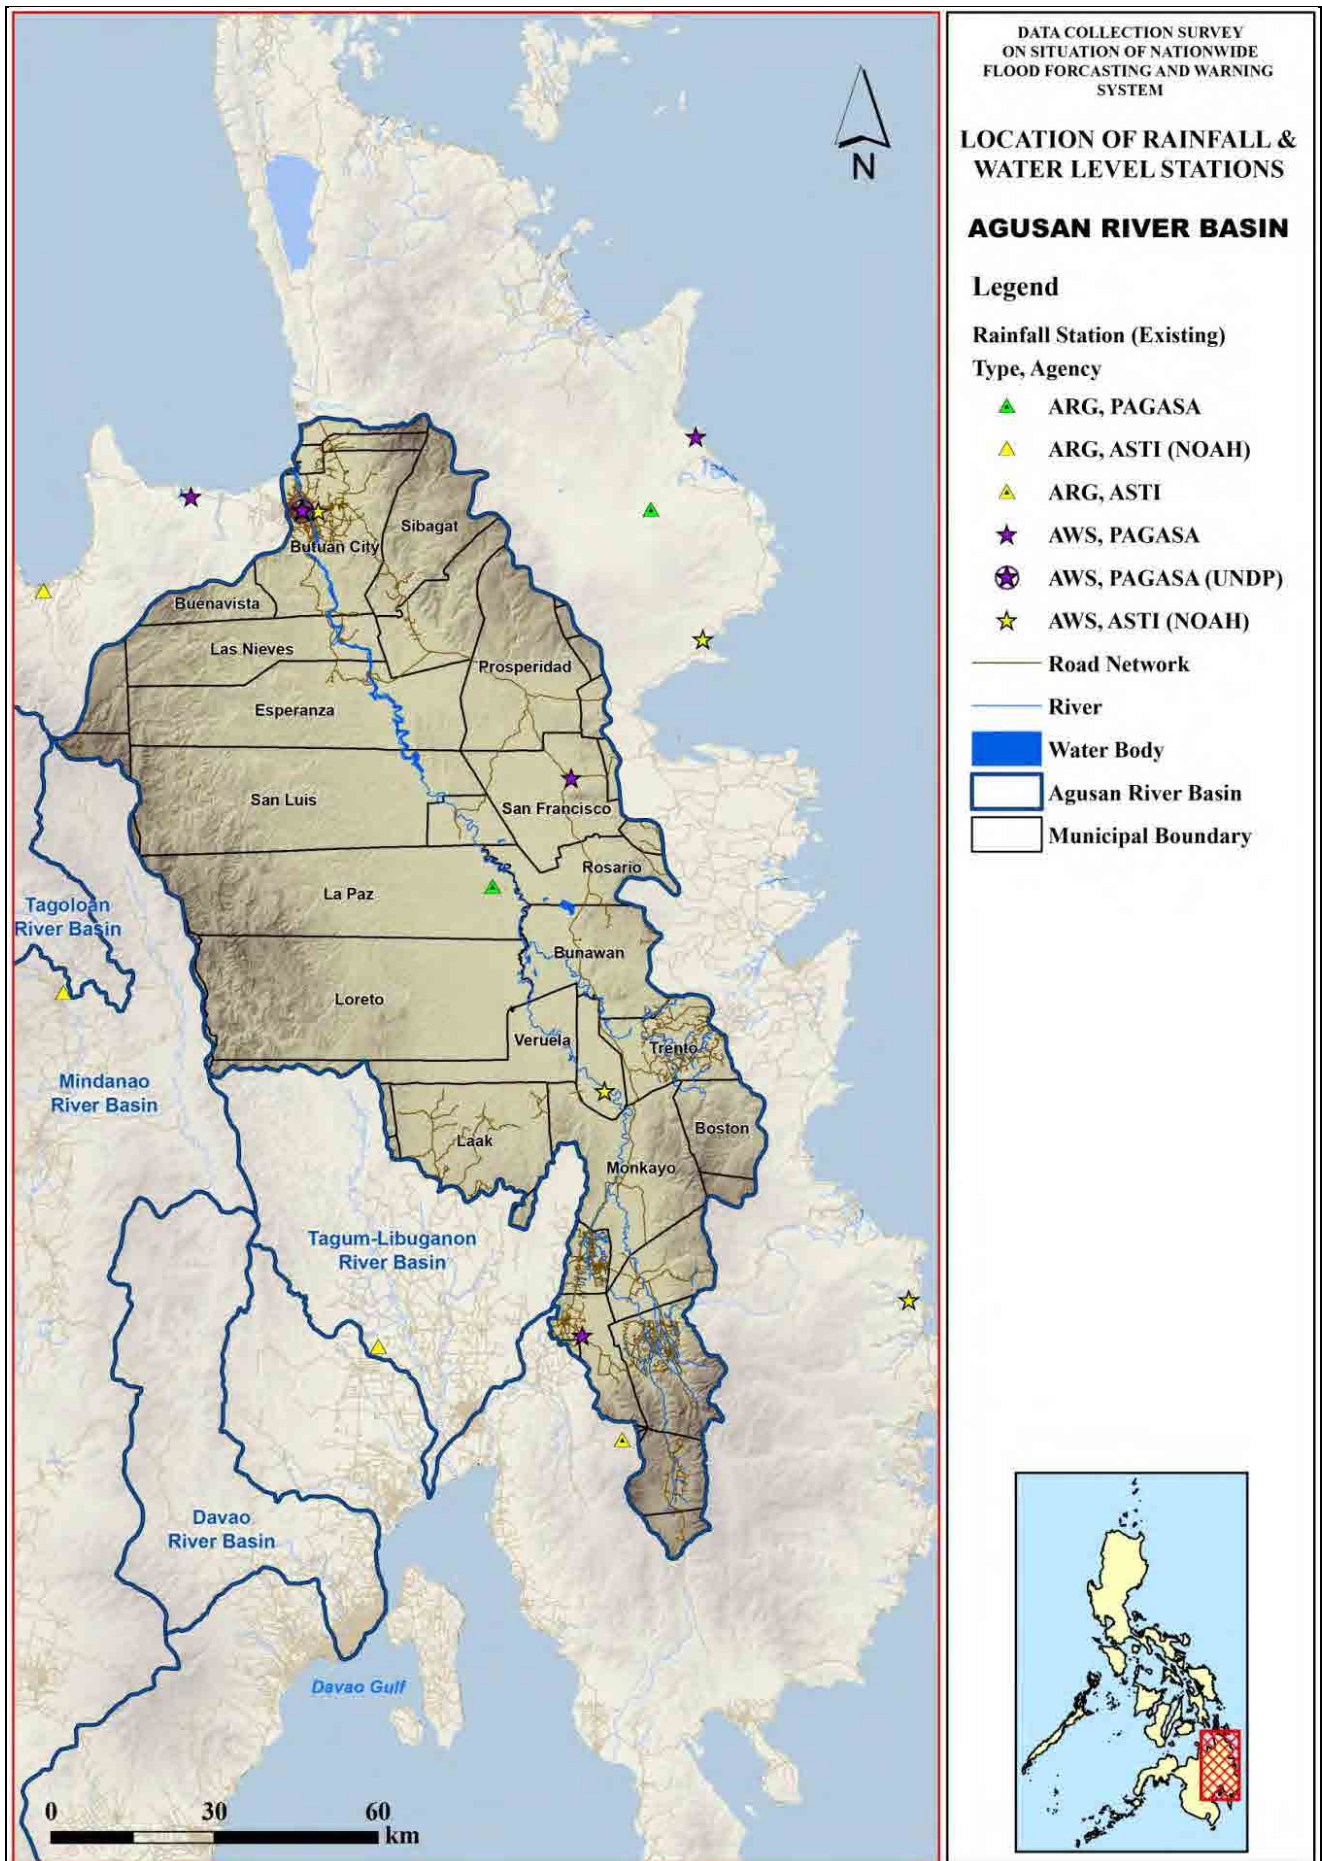 DATA COLLECTION SURVEY
ON SITUATION OF NATIONWIDE
FLOOD FORCASTING AND WARNING
SYSTEM
LOCATION OF RAINFALL &
WATER LEVEL STATIONS
AGUSAN RIVER BASIN
Legend
Rainfall Station (Existing)
Type, Agency
ARG, PAGASA
ARG, ASTI (NOAH)
ARG, ASTI
AWS, PAGASA
AWS, PAGASA (UNDP)
AWS, ASTI (NOAH)
Road Network
River
Water Body
Agusan River Basin
Municipal Boundary
N
Sibagat
Butuan City
Buenavista
Las Nieves
Prosperidad
Esperanza
San Luis
San Francisco
Rosario
La Paz
Tagoloan
River Basin
Bunawan
Loreto
Veruela
Trento
Mindanao
River Basin
Boston
Laak
Monkayo
Tagum-Libuganon
River Basin
Davao
River Basin
Davao Gulf
0 30 60
km